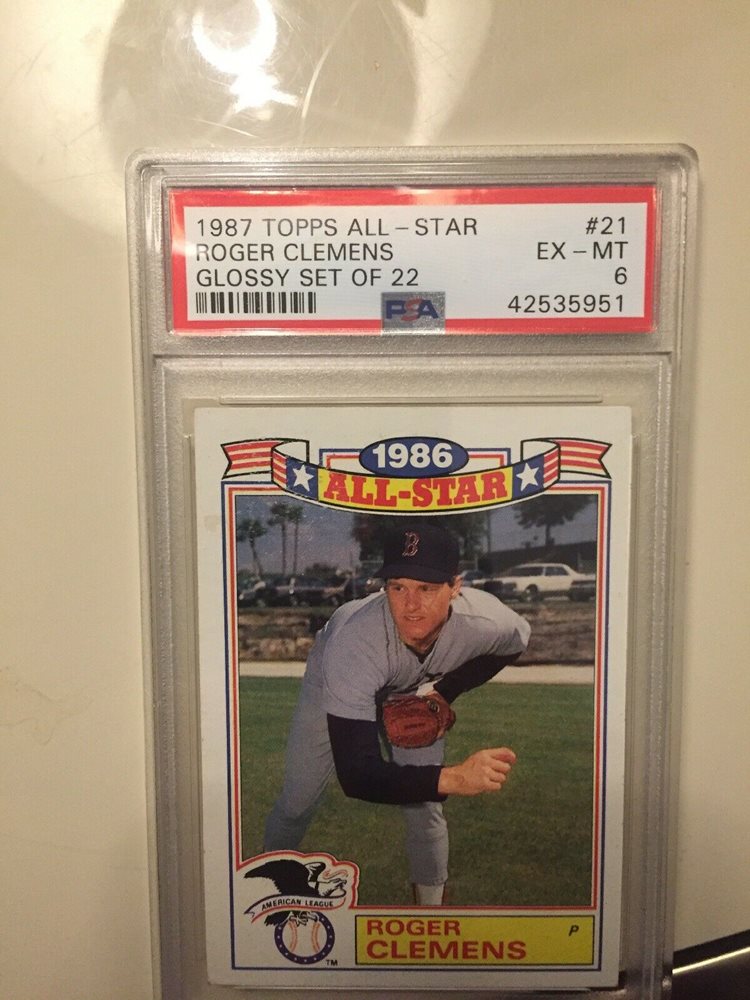 1987 TOPPS ALL-STAR #21
ROGER CLEMENS EX-MT
GLOSSY SET OF 22 6
PSA 42535951
1986
ALL-STAR
B
AMERICAN LEAGUE
TM
ROGER P
CLEMENS